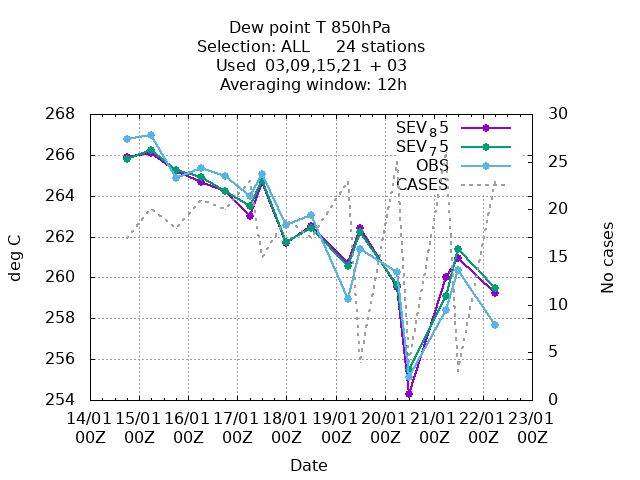 Dew point T 850hPa
Selection: ALL 24 stations
Used 03,09,15,21 + 03
Averaging window: 12h
268
266
264
262
260
258
256
254
30
25
20
15
10
5
0
SEV₈5
SEV₇5
OBS
CASES
deg C
No cases
14/01 15/01 16/01 17/01 18/01 19/01 20/01 21/01 22/01 23/01
00Z 00Z 00Z 00Z 00Z 00Z 00Z 00Z 00Z 00Z
Date